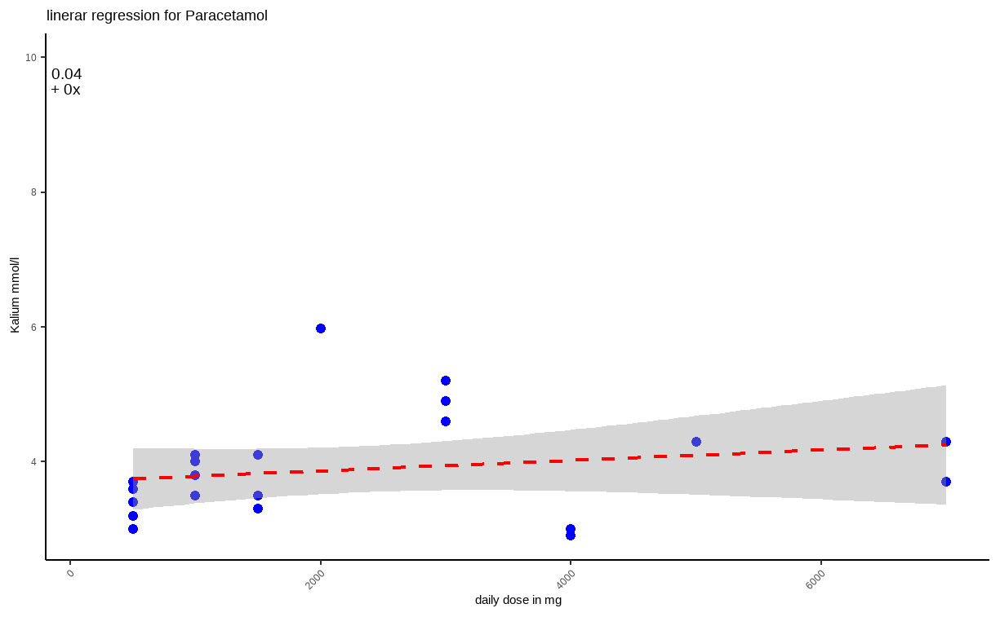 linerar regression for Paracetamol
10
0.04
+ 0x
8
6
4
Kalium mmol/l
0
2000
4000
6000
daily dose in mg